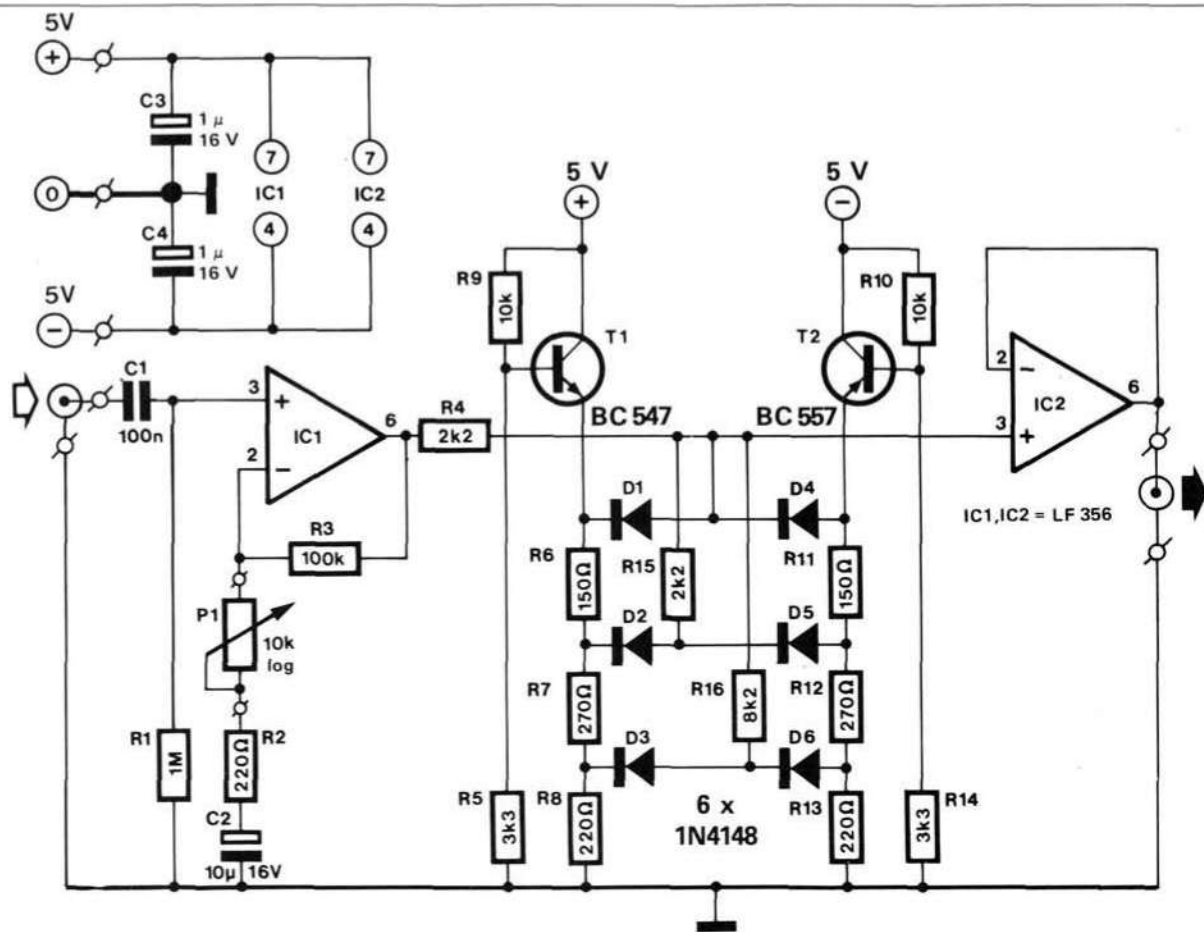 5V
+
C3
1 µ
16 V
0
C4
1 µ
16 V
5V
−
7
IC1
4
7
IC2
4
C1
100n
3
+
IC1
2
−
6
R4
2k2
R3
100k
P1
10k
log
R1
1M
R2
220Ω
C2
10µ 16V
5 V
+
R9
10k
T1
BC 547
5 V
−
R10
10k
T2
BC 557
D1
D4
R6
150Ω
R15
2k2
R11
150Ω
D2
D5
R7
270Ω
R16
8k2
R12
270Ω
D3
D6
R5
3k3
R8
220Ω
6 x
1N4148
R13
220Ω
R14
3k3
2
−
IC2
3
+
6
IC1,IC2 = LF 356